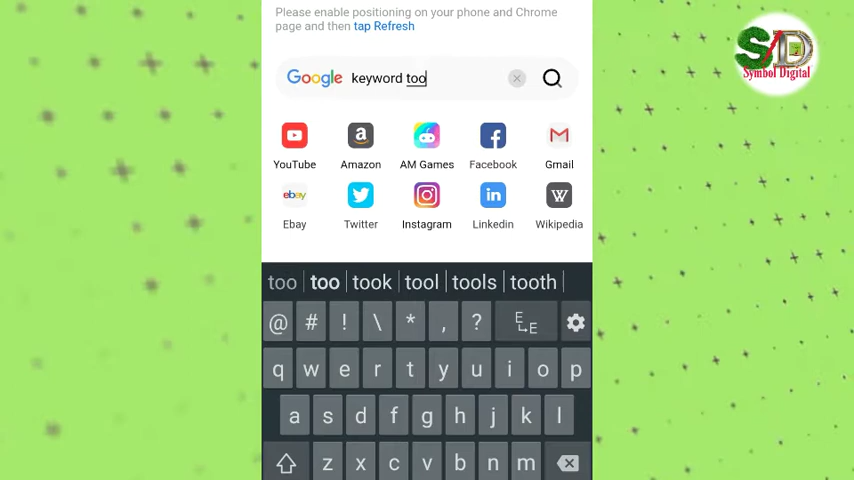 Please enable positioning on your phone and Chrome
page and then tap Refresh
S/D
Symbol Digital
Google keyword too
YouTube Amazon AM Games Facebook Gmail
ebay
Ebay Twitter Instagram Linkedin Wikipedia
too too took tool tools tooth
@ # ! \ * , ? E E
q w e r t y u i o p
a s d f g h j k l
z x c v b n m